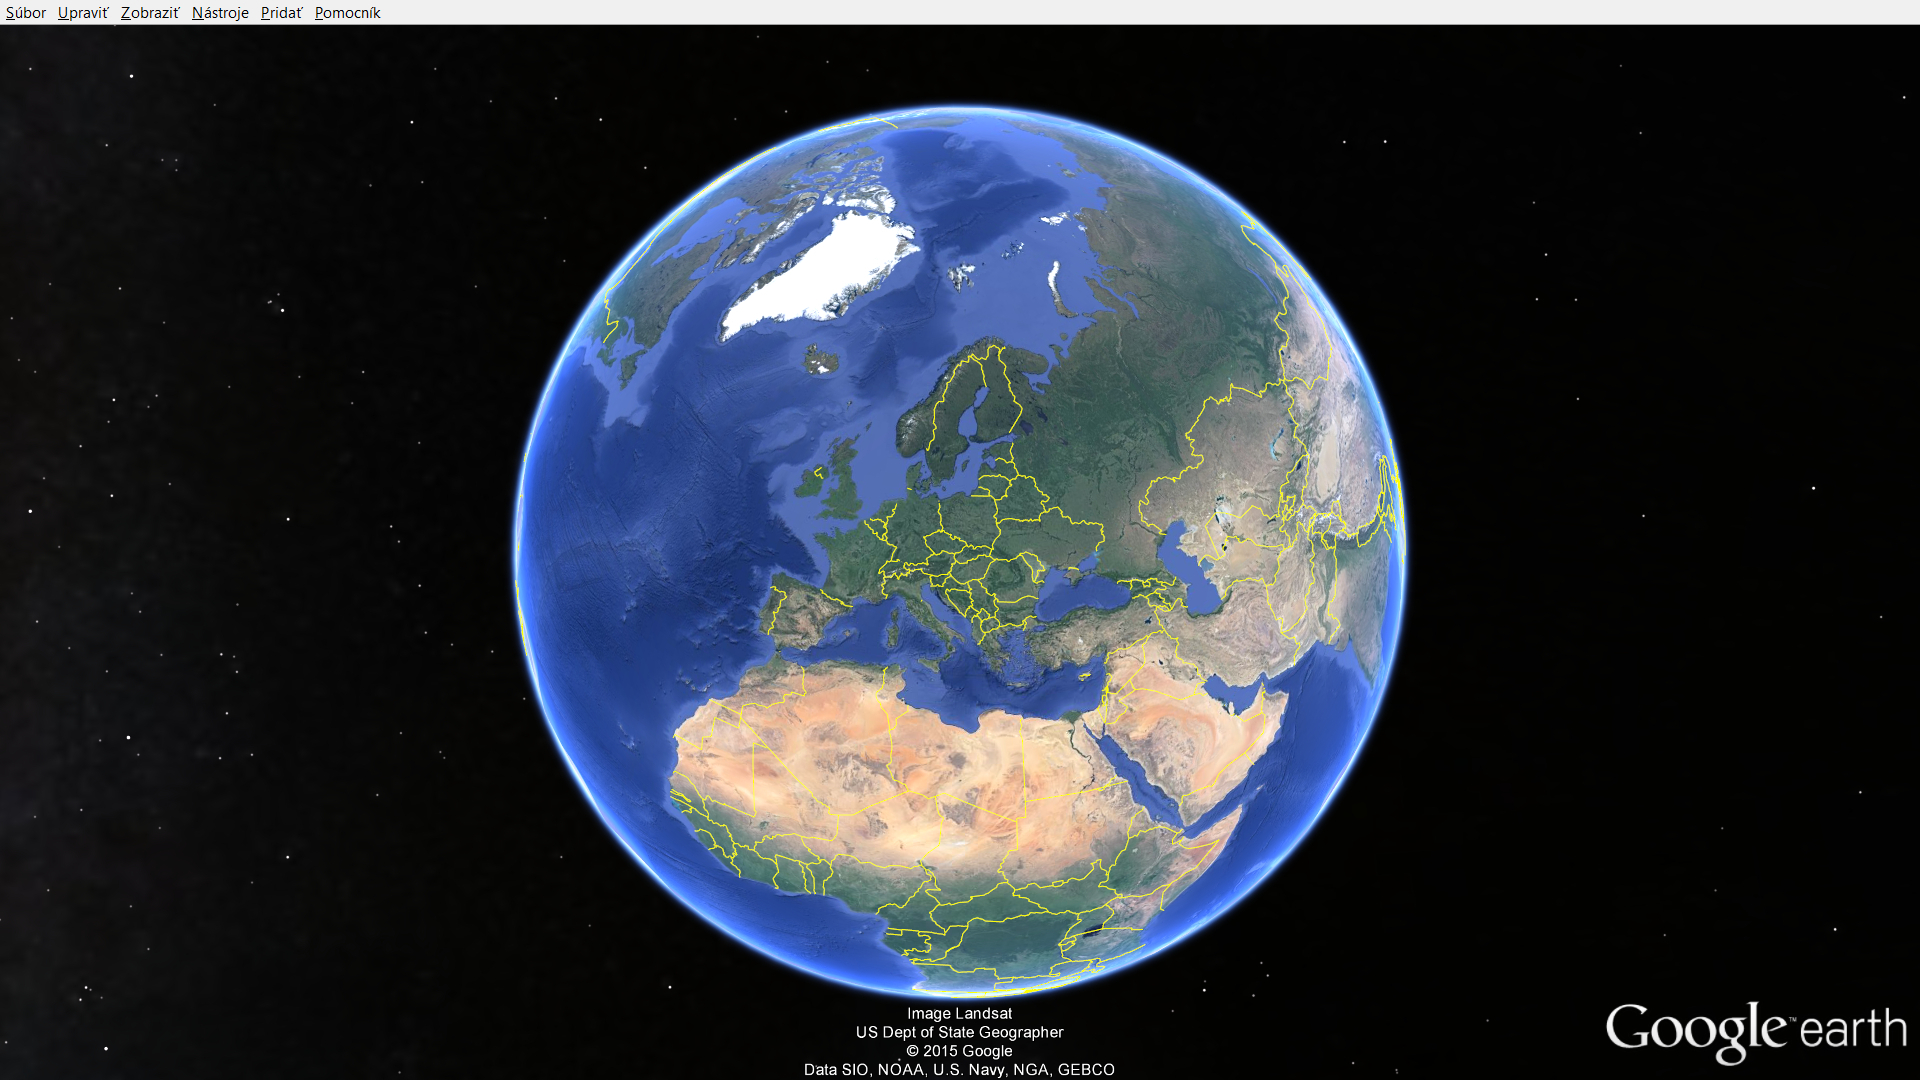 Súbor Upraviť Zobraziť Nástroje Pridať Pomocník
Image Landsat
US Dept of State Geographer
© 2015 Google
Data SIO, NOAA, U.S. Navy, NGA, GEBCO
Google™ earth